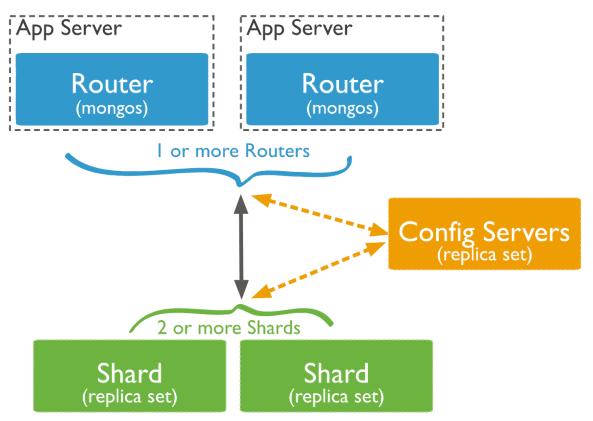 App Server
App Server
Router
(mongos)
Router
(mongos)
1 or more Routers
Config Servers
(replica set)
2 or more Shards
Shard
(replica set)
Shard
(replica set)